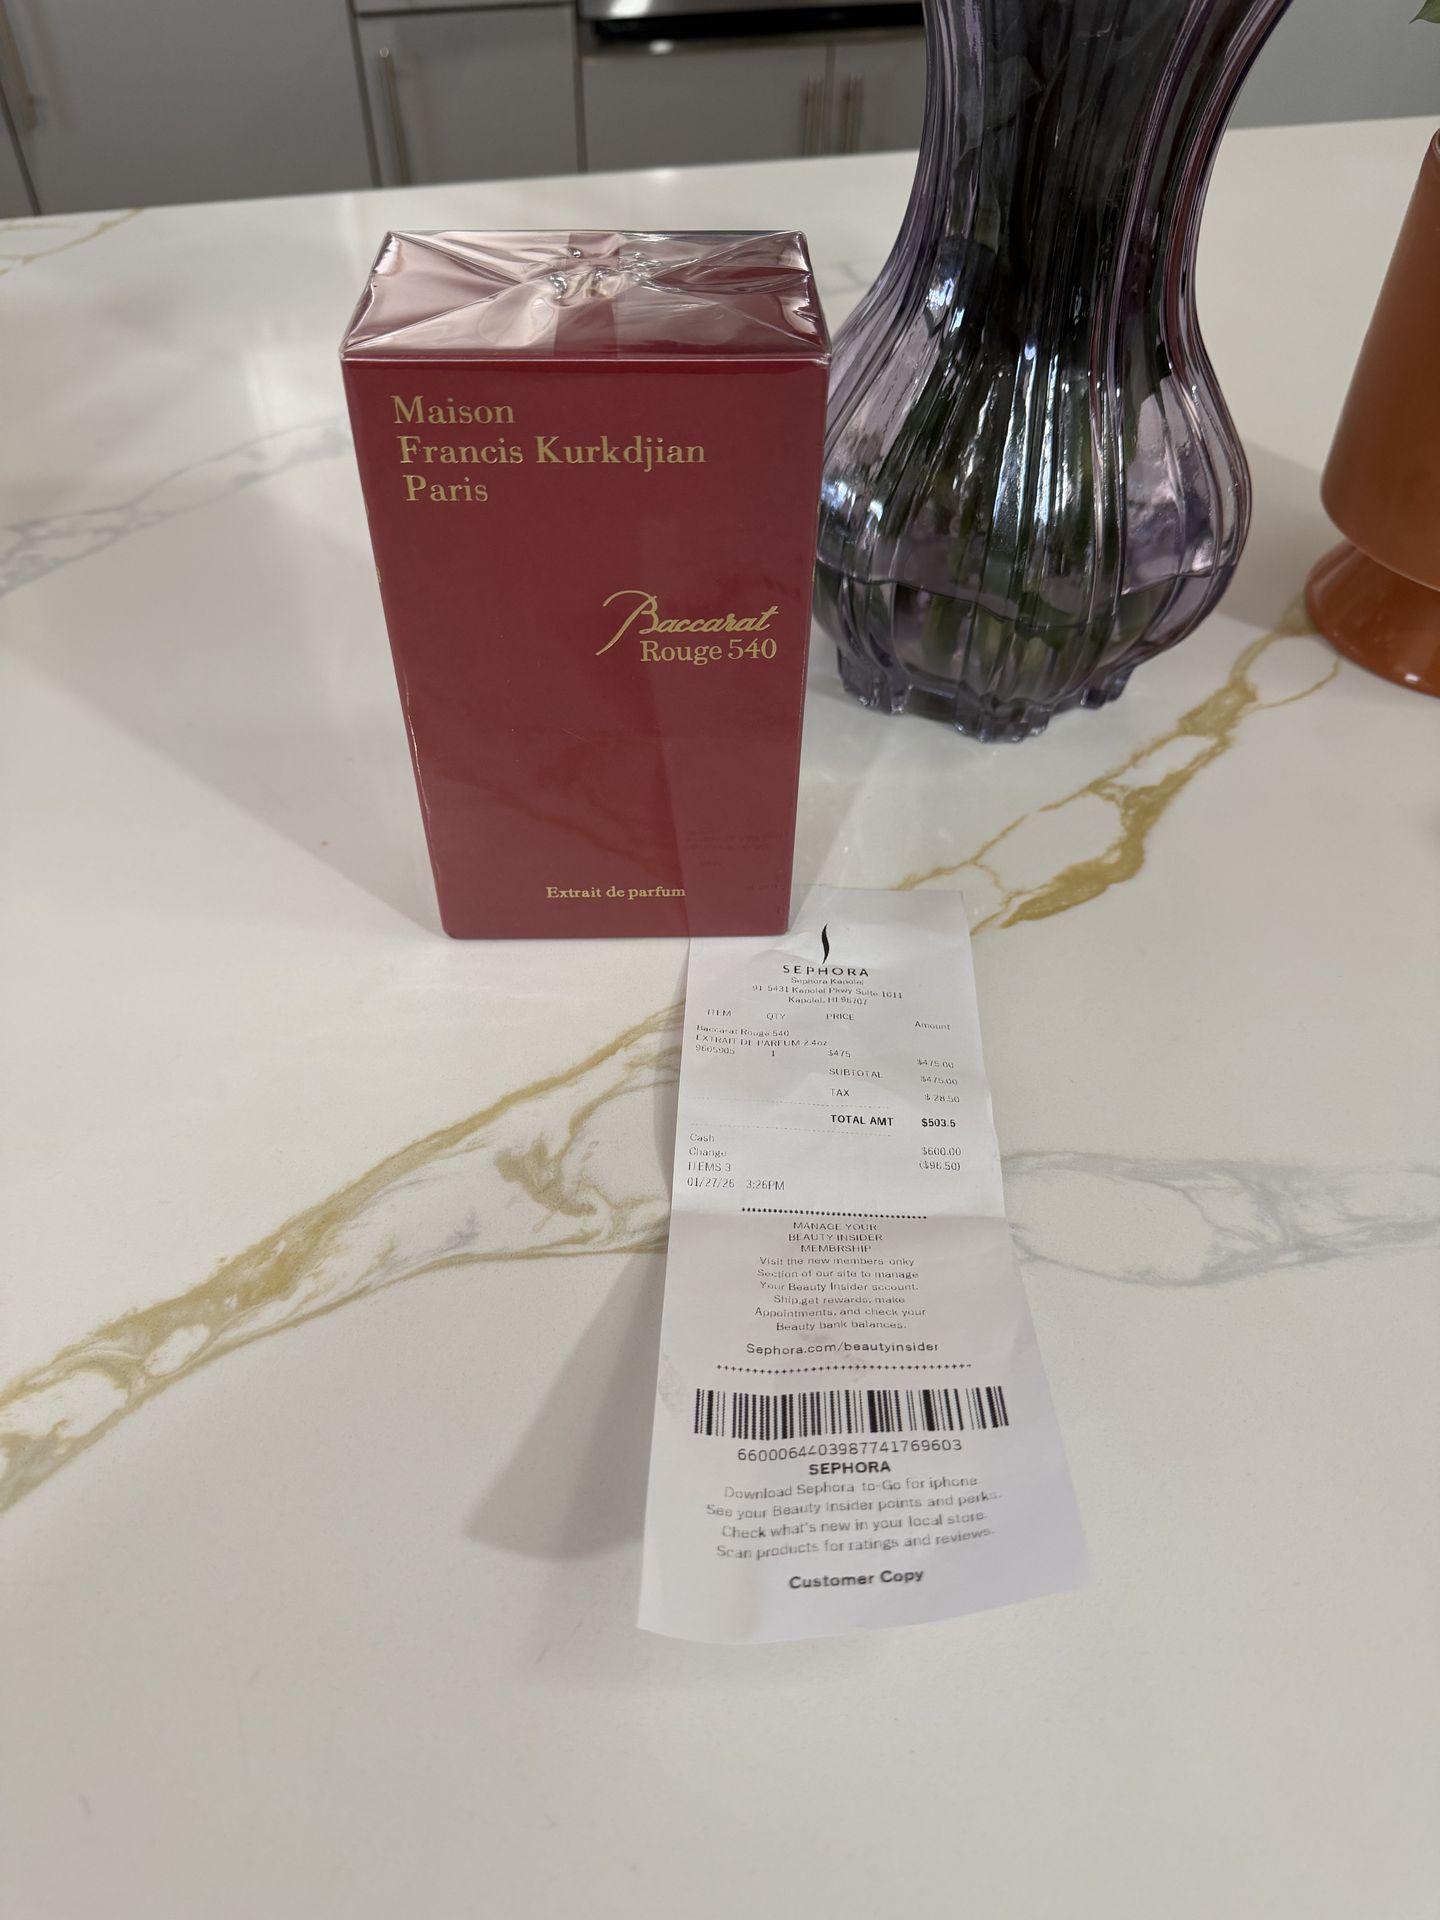 Maison
Francis Kurkdjian
Paris
Baccarat
Rouge 540
Extrait de parfum
SEPHORA
Sephora Kapolei
91-5431 Kapolei Pkwy Suite 1611
Kapolei, HI 96707
ITEM QTY PRICE Amount
Baccarat Rouge 540
EXTRAIT DE PARFUM 2.4oz
9605905 1 $475 $475.00
SUBTOTAL $475.00
TAX $ 28.50
TOTAL AMT $503.5
Cash $600.00
Change ($96.50)
ITEMS 3
01/27/26 3:26PM
MANAGE YOUR
BEAUTY INSIDER
MEMBRSHIP
Visit the new members-only
Section of our site to manage
Your Beauty Insider account.
Ship,get rewards, make
Appointments, and check your
Beauty bank balances.
Sephora.com/beautyinsider
6600064403987741769603
SEPHORA
Download Sephora to-Go for iphone
See your Beauty Insider points and perks.
Check what's new in your local store
Scan products for ratings and reviews.
Customer Copy